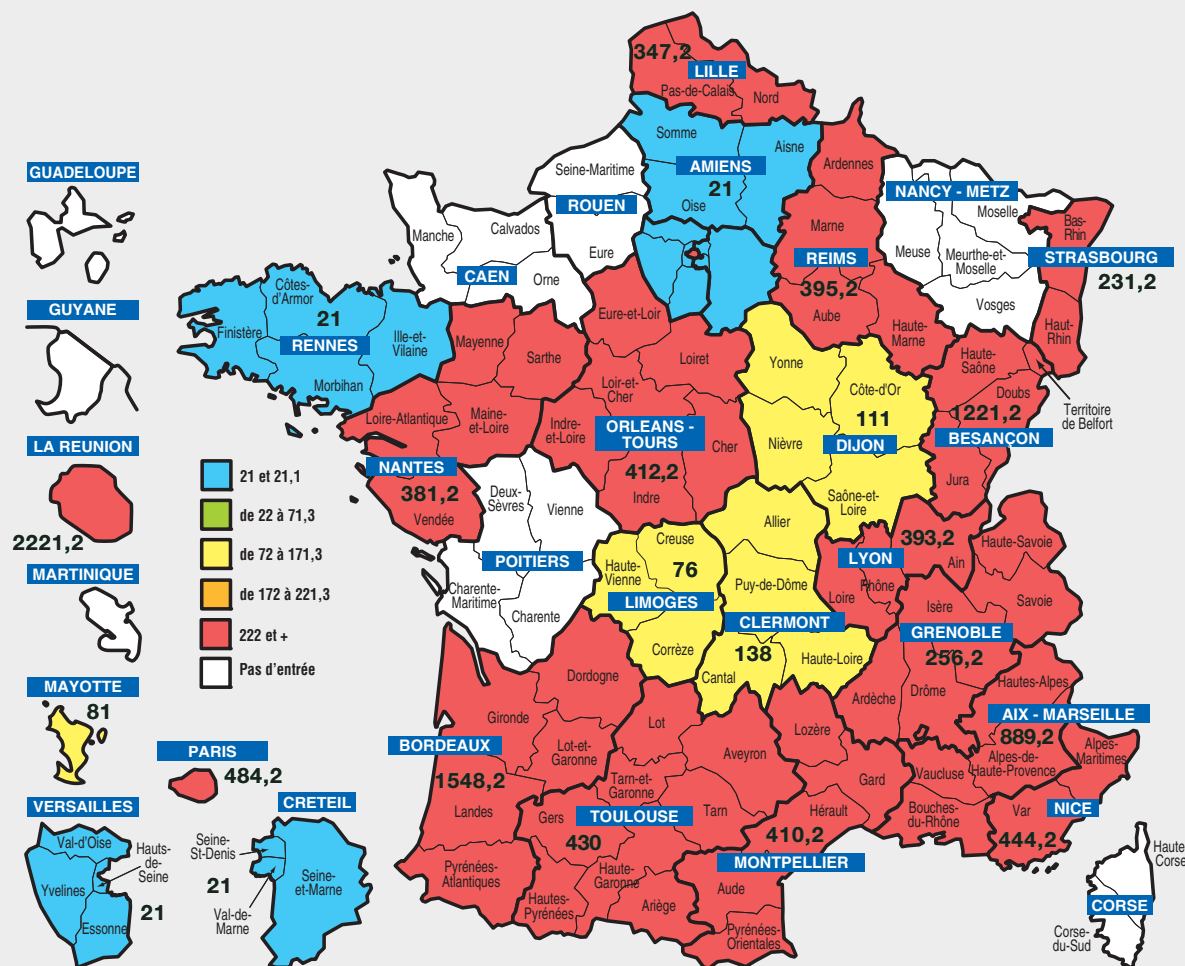 347,2
LILLE
Pas-de-Calais
Nord
Somme
Aisne
AMIENS
21
Oise
Ardennes
Seine-Maritime
ROUEN
Eure
GUADELOUPE
Manche
Calvados
CAEN
Orne
Marne
REIMS
395,2
Aube
Haute-
Marne
NANCY - METZ
Moselle
Meuse
Meurthe-et-
Moselle
Vosges
Bas-
Rhin
STRASBOURG
231,2
Haut-
Rhin
GUYANE
Côtes-
d'Armor
Finistère
21
RENNES
Ille-et-
Vilaine
Morbihan
Mayenne
Sarthe
Eure-et-Loir
Loiret
Loir-et-
Cher
Loire-Atlantique
Maine-
et-Loire
Indre-
et-Loire
ORLEANS -
TOURS
412,2
Cher
Indre
Yonne
Côte-d'Or
111
Nièvre
DIJON
Saône-et-
Loire
Haute-
Saône
Doubs
1221,2
BESANÇON
Jura
Territoire
de Belfort
LA REUNION
2221,2
NANTES
381,2
Vendée
21 et 21,1
de 22 à 71,3
de 72 à 171,3
de 172 à 221,3
222 et +
Pas d'entrée
Deux-
Sèvres
Vienne
POITIERS
Charente-
Maritime
Charente
Creuse
Haute-
Vienne
76
LIMOGES
Corrèze
Allier
Puy-de-Dôme
CLERMONT
138
Cantal
Haute-Loire
LYON
393,2
Ain
Rhône
Loire
Haute-Savoie
Savoie
Isère
GRENOBLE
256,2
Ardèche
Drôme
Hautes-Alpes
MARTINIQUE
MAYOTTE
81
PARIS
484,2
Dordogne
Gironde
BORDEAUX
1548,2
Lot-et-
Garonne
Landes
Pyrénées-
Atlantiques
Lot
Aveyron
Tarn-et-
Garonne
Gers
TOULOUSE
430
Tarn
Haute-
Garonne
Hautes-
Pyrénées
Ariège
Lozère
Gard
Hérault
410,2
MONTPELLIER
Aude
Pyrénées-
Orientales
AIX - MARSEILLE
889,2
Alpes-de-
Haute-Provence
Vaucluse
Bouches-
du-Rhône
Alpes-
Maritimes
Var
NICE
444,2
VERSAILLES
Val-d'Oise
Hauts-
de-
Seine
Yvelines
21
Essonne
CRETEIL
Seine-
St-Denis
21
Seine-
et-Marne
Val-de-
Marne
Haute
Corse
CORSE
Corse-
du-Sud